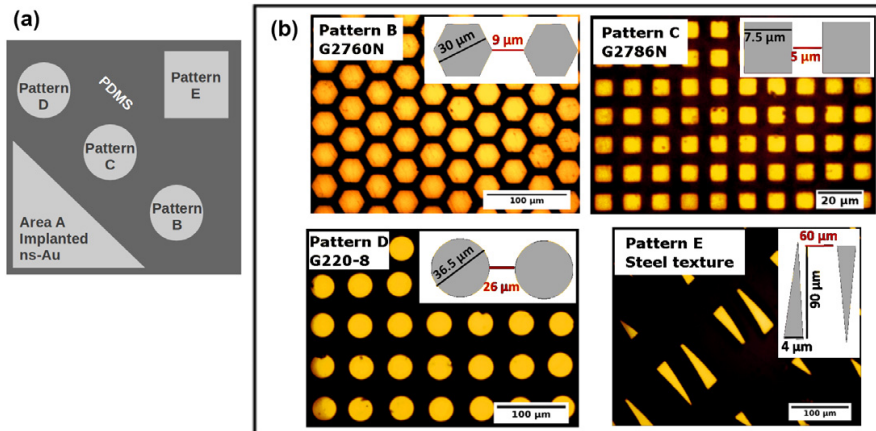 (a)
Pattern
D
PDMS
Pattern
E
Pattern
C
Pattern
B
Area A
Implanted
ns-Au
(b)
Pattern B
G2760N
30 µm
9 µm
100 µm
Pattern C
G2786N
7.5 µm
5 µm
20 µm
Pattern D
G220-8
36.5 µm
26 µm
100 µm
Pattern E
Steel texture
60 µm
90 µm
4 µm
100 µm